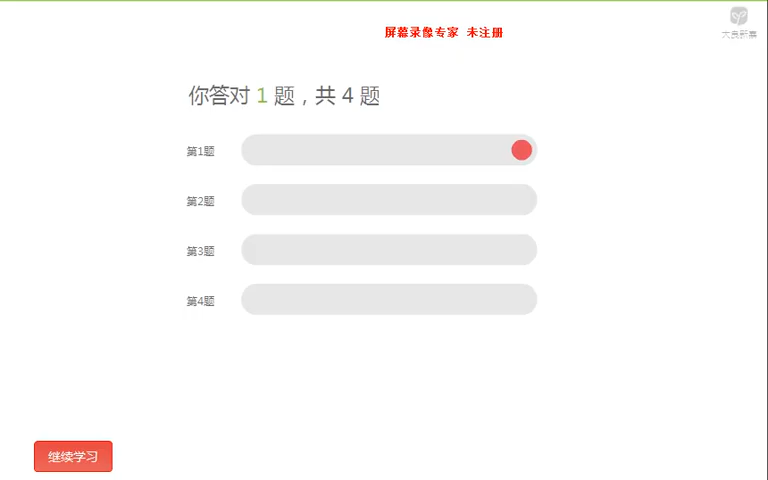 屏幕录像专家 未注册
你答对 1 题，共 4 题
第1题
第2题
第3题
第4题
继续学习